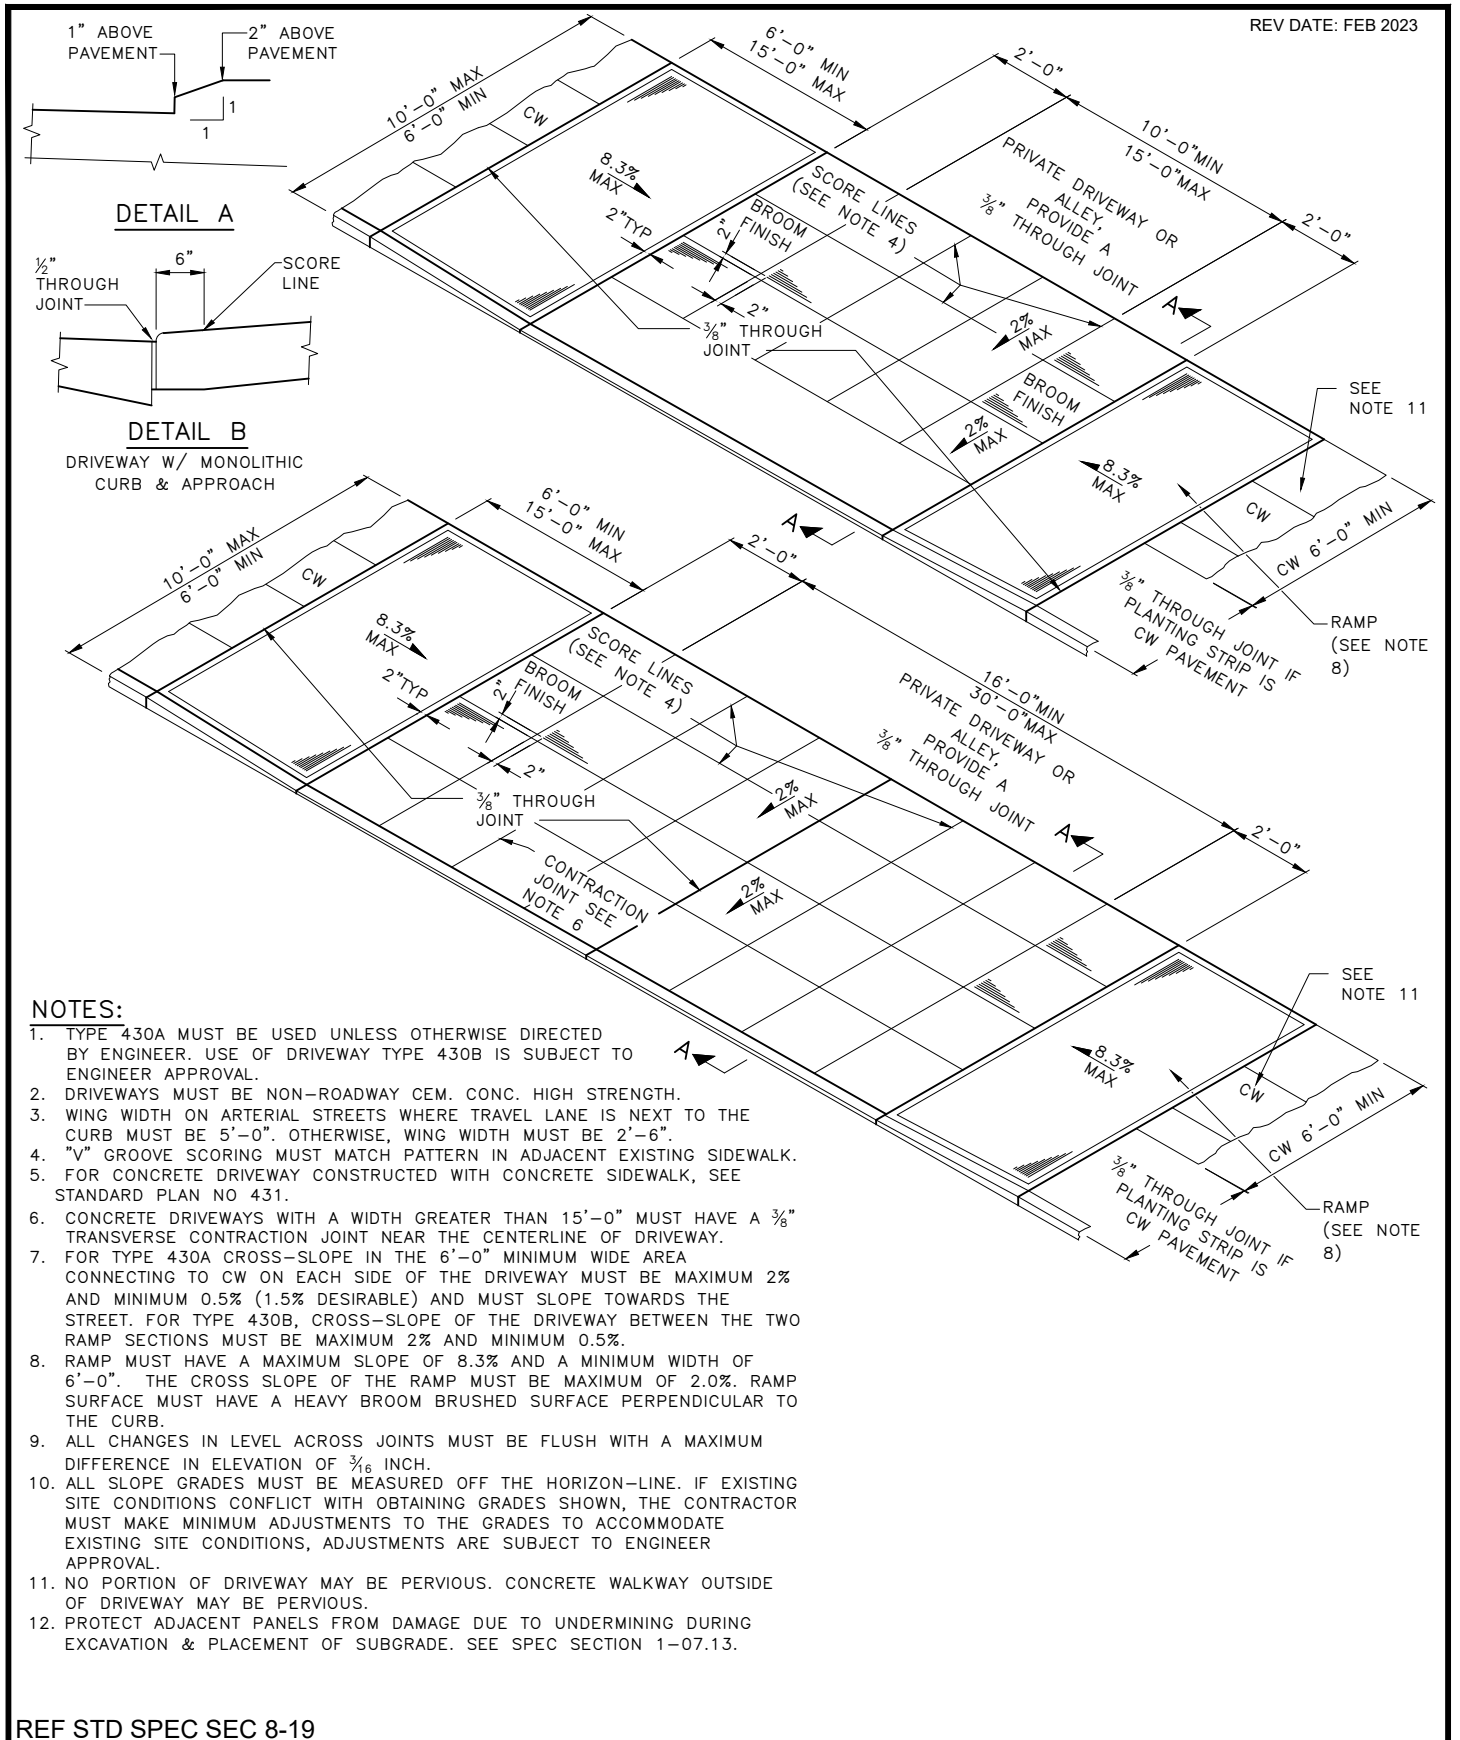 REV DATE: FEB 2023
1" ABOVE
PAVEMENT
2" ABOVE
PAVEMENT
1
1
DETAIL A
½"
THROUGH
JOINT
6"
SCORE
LINE
DETAIL B
DRIVEWAY W/ MONOLITHIC
CURB & APPROACH
10'-0" MAX
6'-0" MIN
CW
6'-0" MIN
15'-0" MAX
2'-0"
10'-0"MIN
15'-0"MAX
2'-0"
PRIVATE DRIVEWAY OR
ALLEY,
PROVIDE A
⅜" THROUGH JOINT
8.3%
MAX
2"TYP
SCORE LINES
(SEE NOTE 4)
BROOM
FINISH
2"
2"
⅜" THROUGH
JOINT
2%
MAX
A
BROOM
FINISH
2%
MAX
8.3%
MAX
SEE
NOTE 11
CW
CW 6'-0" MIN
A
⅜" THROUGH JOINT IF
PLANTING STRIP IS
CW PAVEMENT
RAMP
(SEE NOTE
8)
10'-0" MAX
6'-0" MIN
CW
6'-0" MIN
15'-0" MAX
2'-0"
16'-0"MIN
30'-0"MAX
2'-0"
PRIVATE DRIVEWAY OR
ALLEY,
PROVIDE A
⅜" THROUGH JOINT
8.3%
MAX
2"TYP
SCORE LINES
(SEE NOTE 4)
BROOM
FINISH
2"
2"
⅜" THROUGH
JOINT
2%
MAX
A
CONTRACTION
JOINT SEE
NOTE 6
2%
MAX
8.3%
MAX
SEE
NOTE 11
CW
CW 6'-0" MIN
A
⅜" THROUGH JOINT IF
PLANTING STRIP IS
CW PAVEMENT
RAMP
(SEE NOTE
8)
NOTES:
1. TYPE 430A MUST BE USED UNLESS OTHERWISE DIRECTED
BY ENGINEER. USE OF DRIVEWAY TYPE 430B IS SUBJECT TO
ENGINEER APPROVAL.
2. DRIVEWAYS MUST BE NON-ROADWAY CEM. CONC. HIGH STRENGTH.
3. WING WIDTH ON ARTERIAL STREETS WHERE TRAVEL LANE IS NEXT TO THE
CURB MUST BE 5'-0". OTHERWISE, WING WIDTH MUST BE 2'-6".
4. "V" GROOVE SCORING MUST MATCH PATTERN IN ADJACENT EXISTING SIDEWALK.
5. FOR CONCRETE DRIVEWAY CONSTRUCTED WITH CONCRETE SIDEWALK, SEE
STANDARD PLAN NO 431.
6. CONCRETE DRIVEWAYS WITH A WIDTH GREATER THAN 15'-0" MUST HAVE A ⅜"
TRANSVERSE CONTRACTION JOINT NEAR THE CENTERLINE OF DRIVEWAY.
7. FOR TYPE 430A CROSS-SLOPE IN THE 6'-0" MINIMUM WIDE AREA
CONNECTING TO CW ON EACH SIDE OF THE DRIVEWAY MUST BE MAXIMUM 2%
AND MINIMUM 0.5% (1.5% DESIRABLE) AND MUST SLOPE TOWARDS THE
STREET. FOR TYPE 430B, CROSS-SLOPE OF THE DRIVEWAY BETWEEN THE TWO
RAMP SECTIONS MUST BE MAXIMUM 2% AND MINIMUM 0.5%.
8. RAMP MUST HAVE A MAXIMUM SLOPE OF 8.3% AND A MINIMUM WIDTH OF
6'-0". THE CROSS SLOPE OF THE RAMP MUST BE MAXIMUM OF 2.0%. RAMP
SURFACE MUST HAVE A HEAVY BROOM BRUSHED SURFACE PERPENDICULAR TO
THE CURB.
9. ALL CHANGES IN LEVEL ACROSS JOINTS MUST BE FLUSH WITH A MAXIMUM
DIFFERENCE IN ELEVATION OF 3/16 INCH.
10. ALL SLOPE GRADES MUST BE MEASURED OFF THE HORIZON-LINE. IF EXISTING
SITE CONDITIONS CONFLICT WITH OBTAINING GRADES SHOWN, THE CONTRACTOR
MUST MAKE MINIMUM ADJUSTMENTS TO THE GRADES TO ACCOMMODATE
EXISTING SITE CONDITIONS, ADJUSTMENTS ARE SUBJECT TO ENGINEER
APPROVAL.
11. NO PORTION OF DRIVEWAY MAY BE PERVIOUS. CONCRETE WALKWAY OUTSIDE
OF DRIVEWAY MAY BE PERVIOUS.
12. PROTECT ADJACENT PANELS FROM DAMAGE DUE TO UNDERMINING DURING
EXCAVATION & PLACEMENT OF SUBGRADE. SEE SPEC SECTION 1-07.13.
REF STD SPEC SEC 8-19